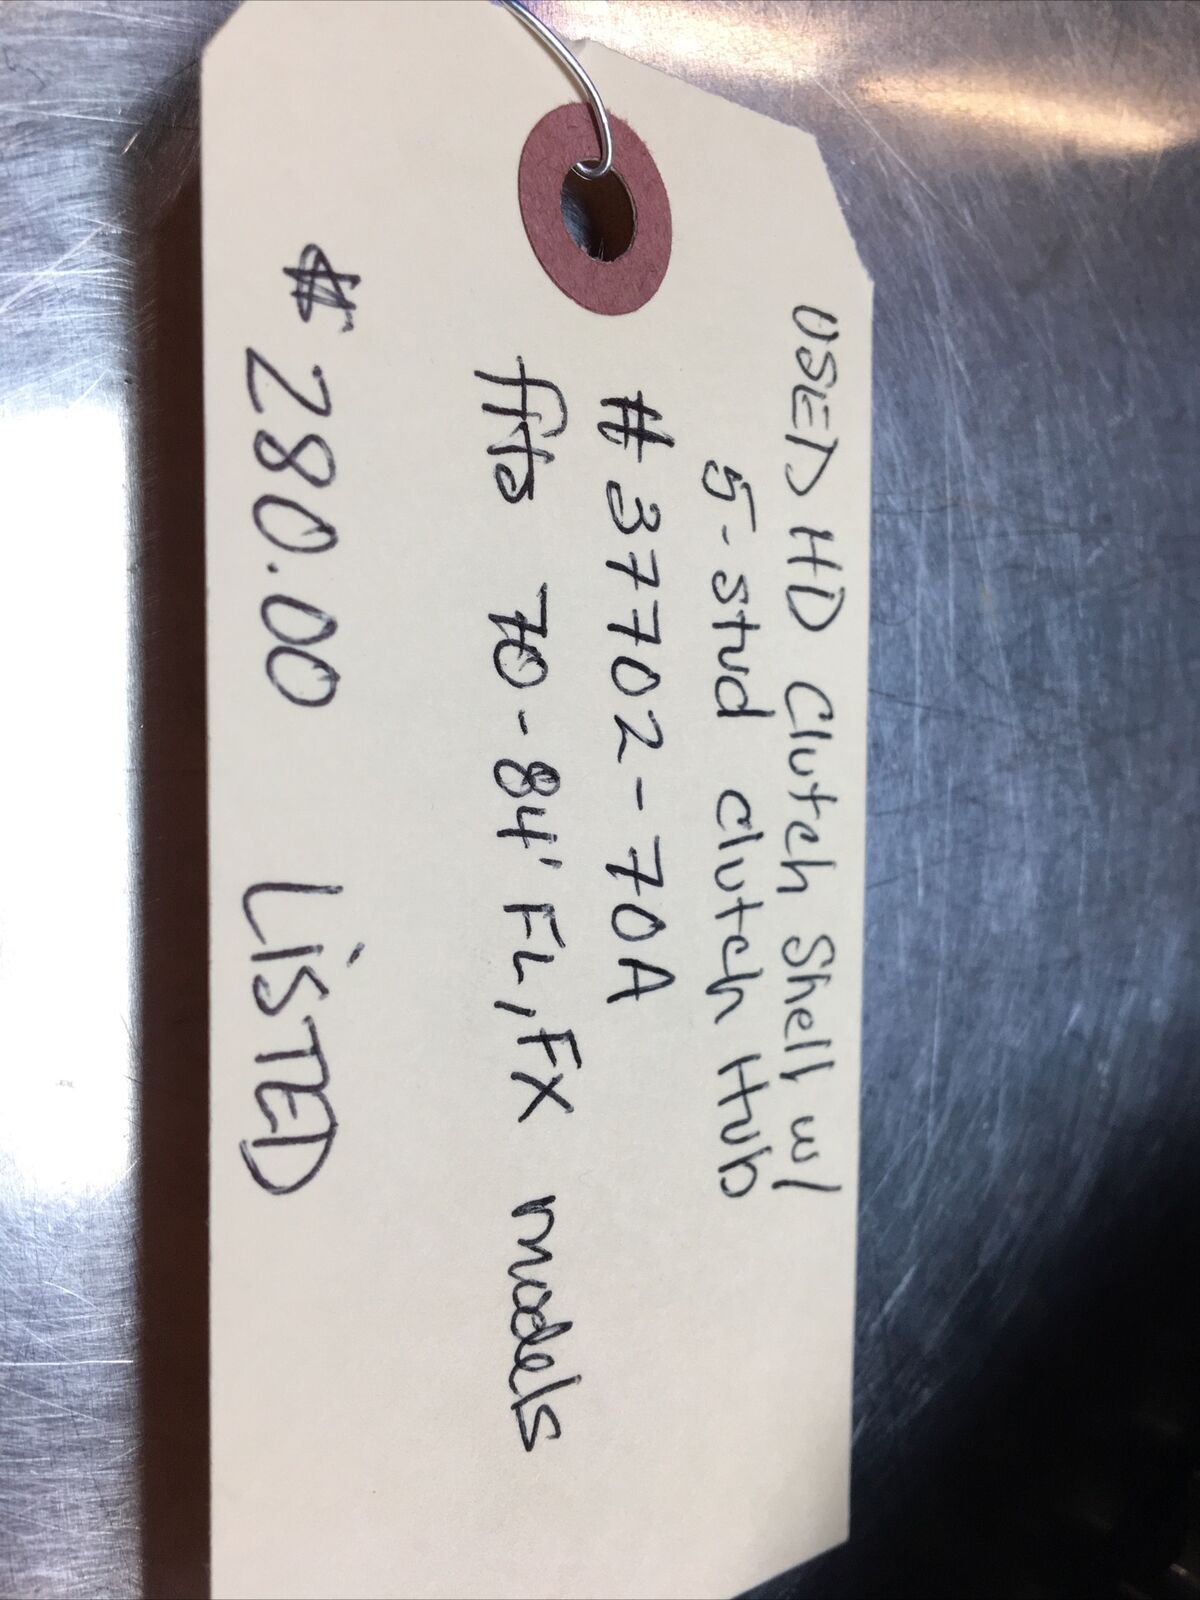 USED HD Clutch Shell w/
5-stud clutch Hub
# 37702-70A
fits 70-84' FL, FX models
$280.00 LiSTED